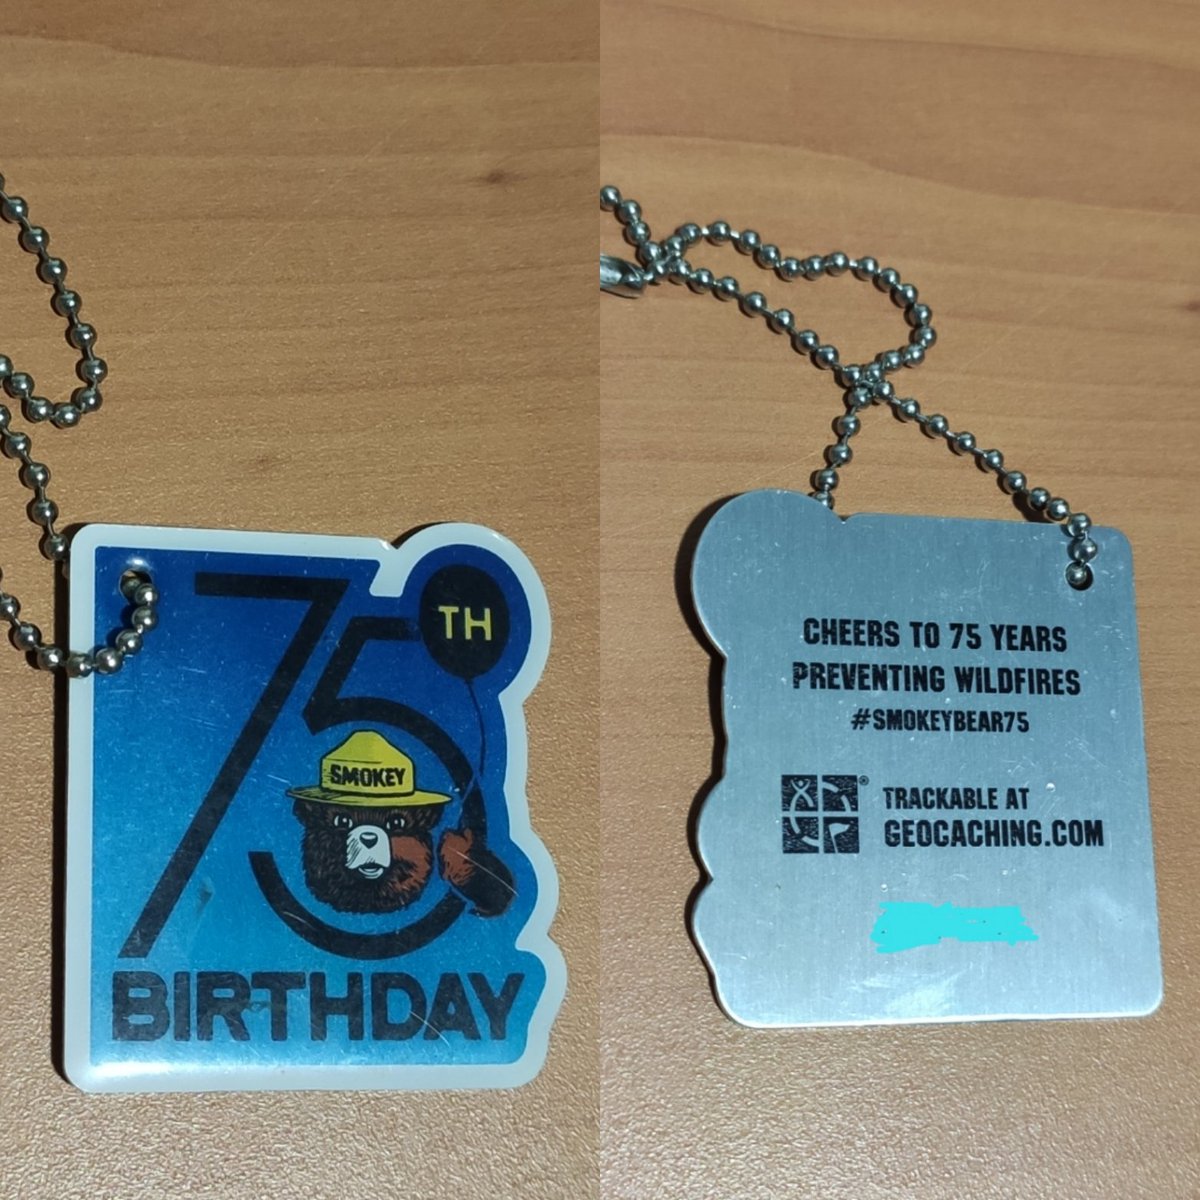 75
TH
SMOKEY
BIRTHDAY
CHEERS TO 75 YEARS
PREVENTING WILDFIRES
#SMOKEYBEAR75
® TRACKABLE AT
GEOCACHING.COM